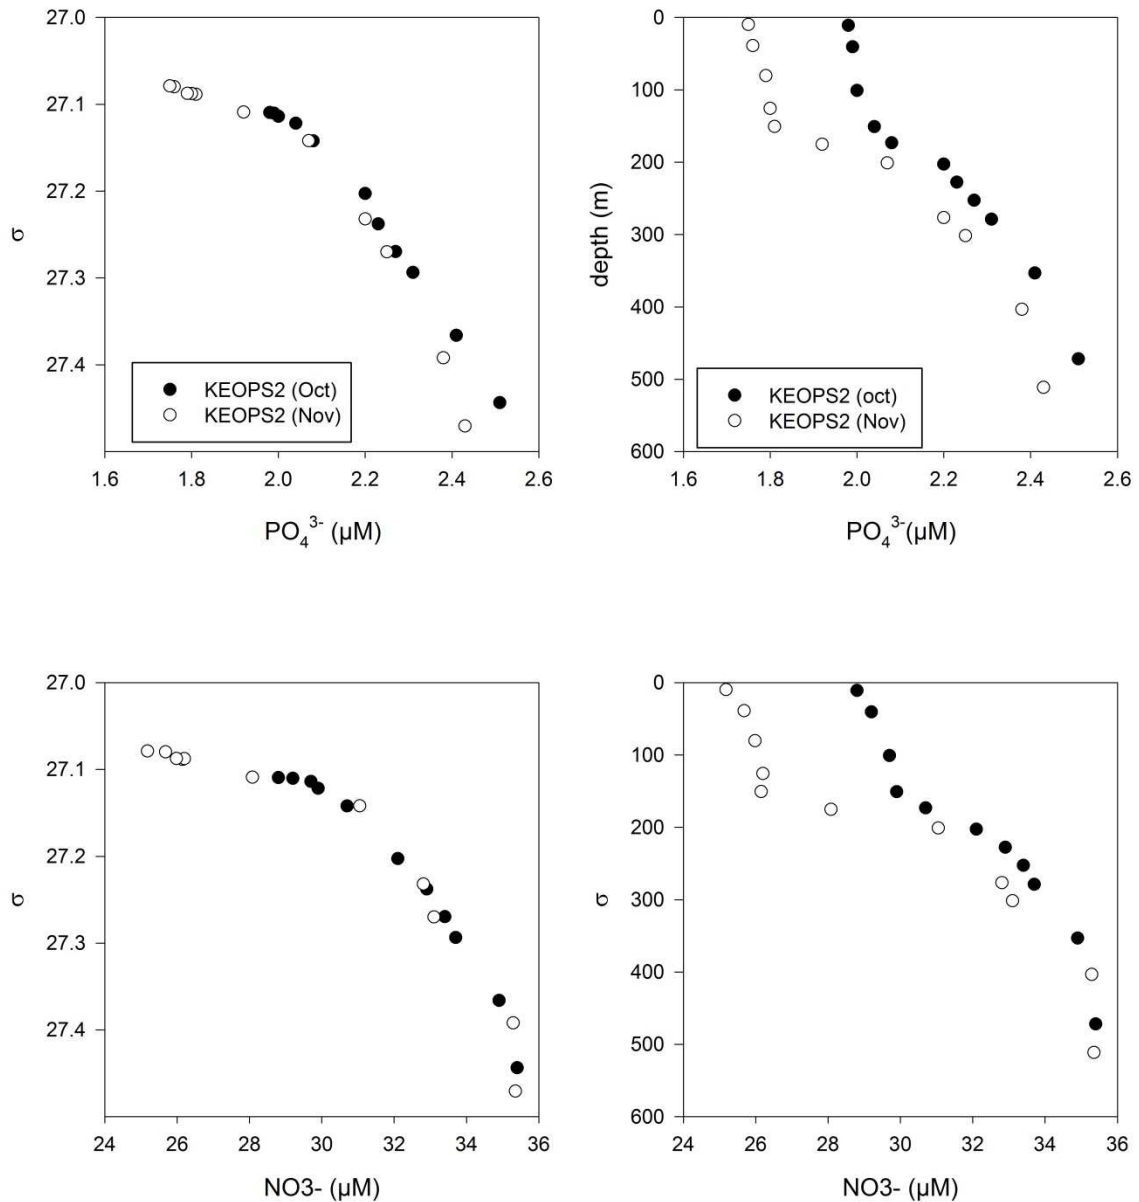 27.0
27.1
27.2
27.3
27.4
σ
KEOPS2 (Oct)
KEOPS2 (Nov)
1.6 1.8 2.0 2.2 2.4 2.6
PO₄³⁻ (µM)
0
100
200
300
400
500
600
depth (m)
KEOPS2 (oct)
KEOPS2 (Nov)
1.6 1.8 2.0 2.2 2.4 2.6
PO₄³⁻(µM)
27.0
27.1
27.2
27.3
27.4
σ
24 26 28 30 32 34 36
NO3- (µM)
0
100
200
300
400
500
600
σ
24 26 28 30 32 34 36
NO3- (µM)